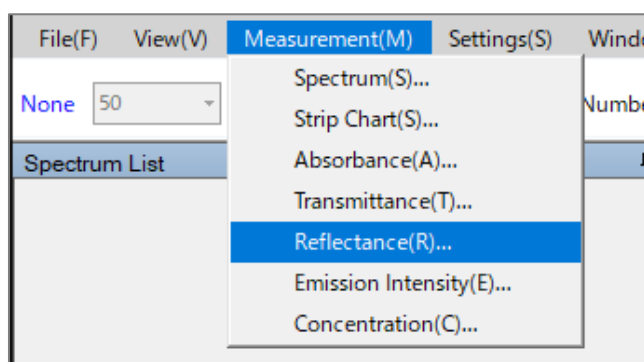 File(F) View(V) Measurement(M) Settings(S)
None 50
Spectrum(S)...
Strip Chart(S)...
Spectrum List
Absorbance(A)...
Transmittance(T)...
Reflectance(R)...
Emission Intensity(E)...
Concentration(C)...